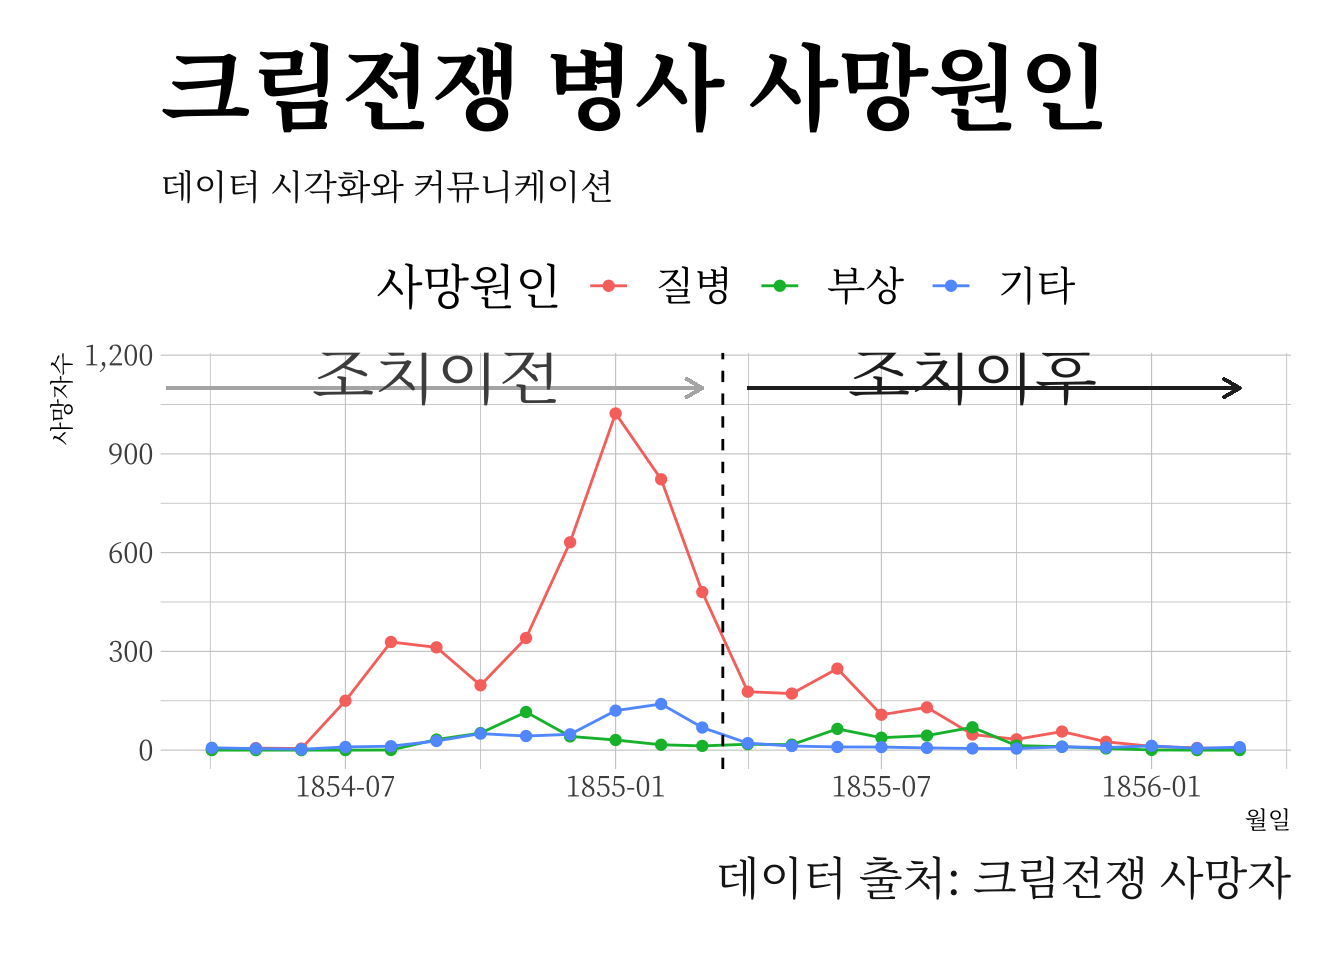 크림전쟁 병사 사망원인
데이터 시각화와 커뮤니케이션
사망원인 질병 부상 기타
조치이전 조치이후
사망자수
1,200
900
600
300
0
1854-07 1855-01 1855-07 1856-01
월일
데이터 출처: 크림전쟁 사망자